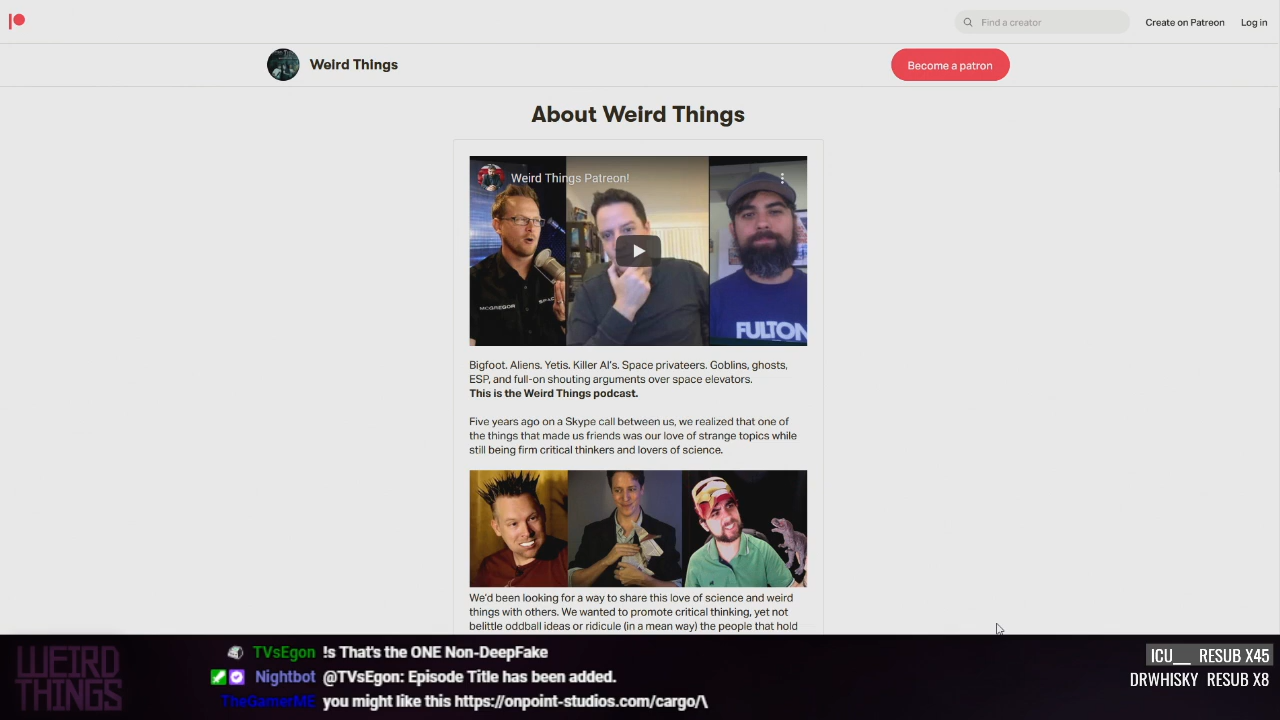 Find a creator
Create on Patreon
Log in
Weird Things
Become a patron
About Weird Things
Weird Things Patreon!
MCGREGOR
SPAC
FULTON
Bigfoot. Aliens. Yetis. Killer AI's. Space privateers. Goblins, ghosts,
ESP, and full-on shouting arguments over space elevators.
This is the Weird Things podcast.
Five years ago on a Skype call between us, we realized that one of
the things that made us friends was our love of strange topics while
still being firm critical thinkers and lovers of science.
We'd been looking for a way to share this love of science and weird
things with others. We wanted to promote critical thinking, yet not
belittle oddball ideas or ridicule (in a mean way) the people that hold
WEIRD
THINGS
TVsEgon !s That's the ONE Non-DeepFake
Nightbot @TVsEgon: Episode Title has been added.
TheGamerME you might like this https://onpoint-studios.com/cargo/\
ICU__ RESUB X45
DRWHISKY RESUB X8